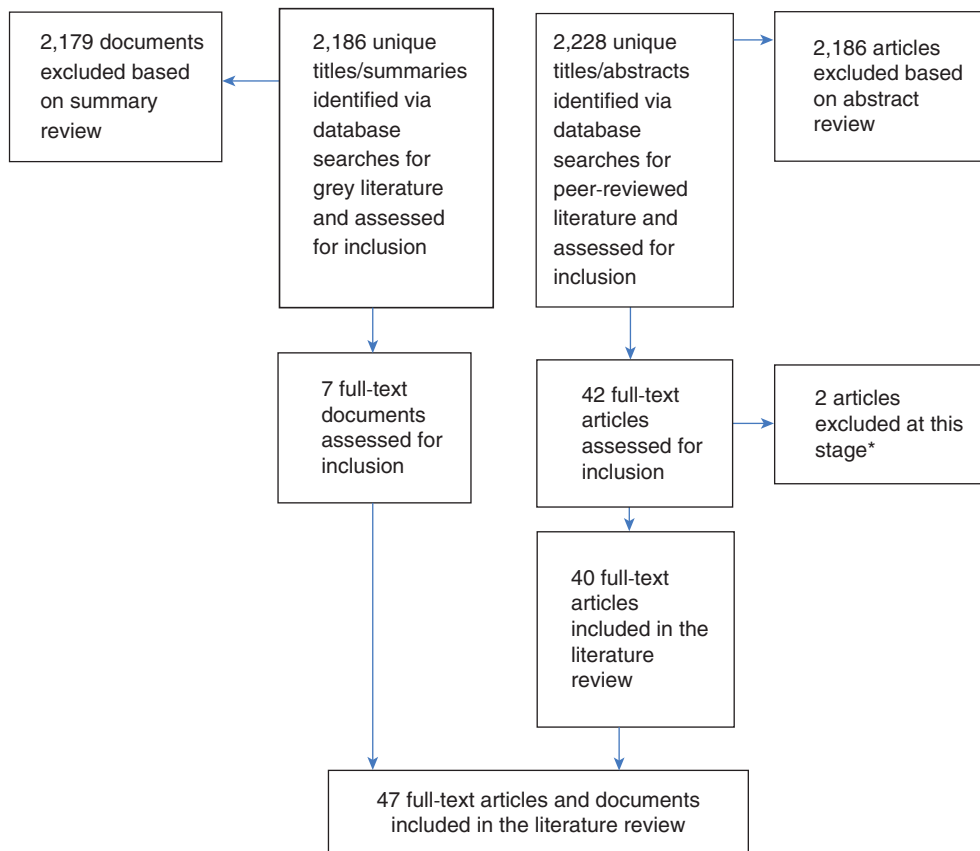 2,179 documents
excluded based
on summary
review
2,186 unique
titles/summaries
identified via
database
searches for
grey literature
and assessed
for inclusion
2,228 unique
titles/abstracts
identified via
database
searches for
peer-reviewed
literature and
assessed for
inclusion
2,186 articles
excluded based
on abstract
review
7 full-text
documents
assessed for
inclusion
42 full-text
articles
assessed for
inclusion
2 articles
excluded at this
stage*
40 full-text
articles
included in the
literature
review
47 full-text articles and documents
included in the literature review